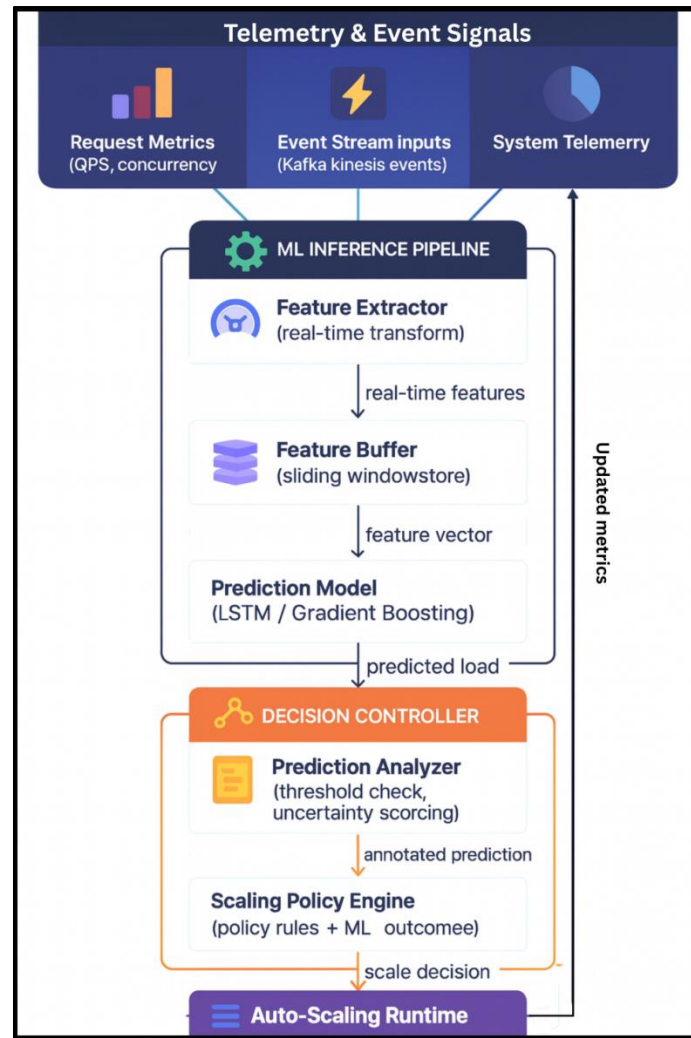 Telemetry & Event Signals
Request Metrics
(QPS, concurrency
Event Stream inputs
(Kafka kinesis events)
System Telemerry
ML INFERENCE PIPELINE
Feature Extractor
(real-time transform)
real-time features
Feature Buffer
(sliding windowstore)
feature vector
Prediction Model
(LSTM / Gradient Boosting)
predicted load
Updated metrics
DECISION CONTROLLER
Prediction Analyzer
(threshold check,
uncertainty scorcing)
annotated prediction
Scaling Policy Engine
(policy rules + ML outcomee)
scale decision
Auto-Scaling Runtime